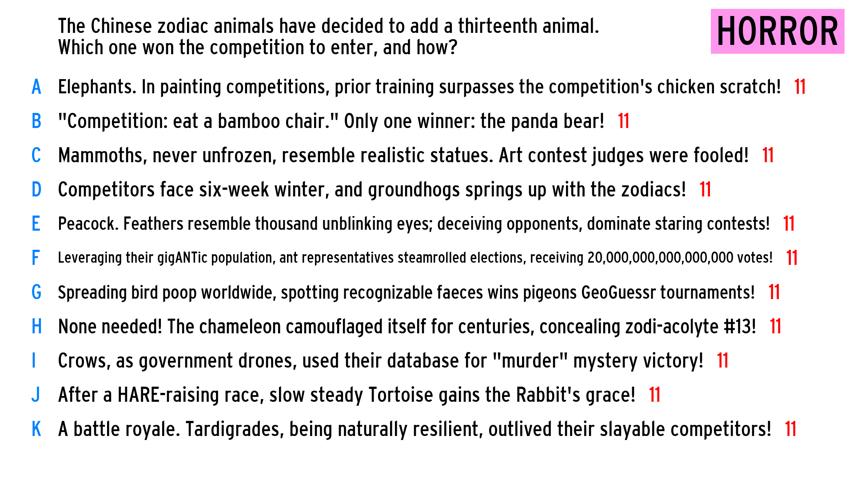 The Chinese zodiac animals have decided to add a thirteenth animal.
Which one won the competition to enter, and how?
HORROR
A Elephants. In painting competitions, prior training surpasses the competition's chicken scratch! 11
B "Competition: eat a bamboo chair." Only one winner: the panda bear! 11
C Mammoths, never unfrozen, resemble realistic statues. Art contest judges were fooled! 11
D Competitors face six-week winter, and groundhogs springs up with the zodiacs! 11
E Peacock. Feathers resemble thousand unblinking eyes; deceiving opponents, dominate staring contests! 11
F Leveraging their gigANTic population, ant representatives steamrolled elections, receiving 20,000,000,000,000,000 votes! 11
G Spreading bird poop worldwide, spotting recognizable faeces wins pigeons GeoGuessr tournaments! 11
H None needed! The chameleon camouflaged itself for centuries, concealing zodi-acolyte #13! 11
I Crows, as government drones, used their database for "murder" mystery victory! 11
J After a HARE-raising race, slow steady Tortoise gains the Rabbit's grace! 11
K A battle royale. Tardigrades, being naturally resilient, outlived their slayable competitors! 11